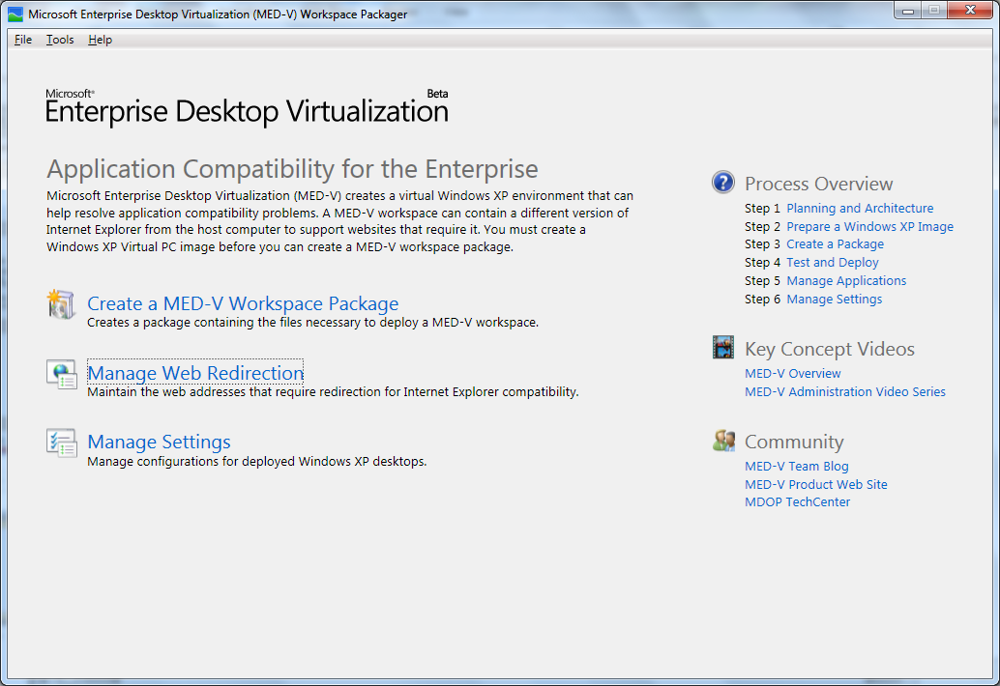 Microsoft Enterprise Desktop Virtualization (MED-V) Workspace Packager
File Tools Help
Microsoft®
Beta
Enterprise Desktop Virtualization
Application Compatibility for the Enterprise
Microsoft Enterprise Desktop Virtualization (MED-V) creates a virtual Windows XP environment that can
help resolve application compatibility problems. A MED-V workspace can contain a different version of
Internet Explorer from the host computer to support websites that require it. You must create a
Windows XP Virtual PC image before you can create a MED-V workspace package.
Create a MED-V Workspace Package
Creates a package containing the files necessary to deploy a MED-V workspace.
Manage Web Redirection
Maintain the web addresses that require redirection for Internet Explorer compatibility.
Manage Settings
Manage configurations for deployed Windows XP desktops.
Process Overview
Step 1 Planning and Architecture
Step 2 Prepare a Windows XP Image
Step 3 Create a Package
Step 4 Test and Deploy
Step 5 Manage Applications
Step 6 Manage Settings
Key Concept Videos
MED-V Overview
MED-V Administration Video Series
Community
MED-V Team Blog
MED-V Product Web Site
MDOP TechCenter